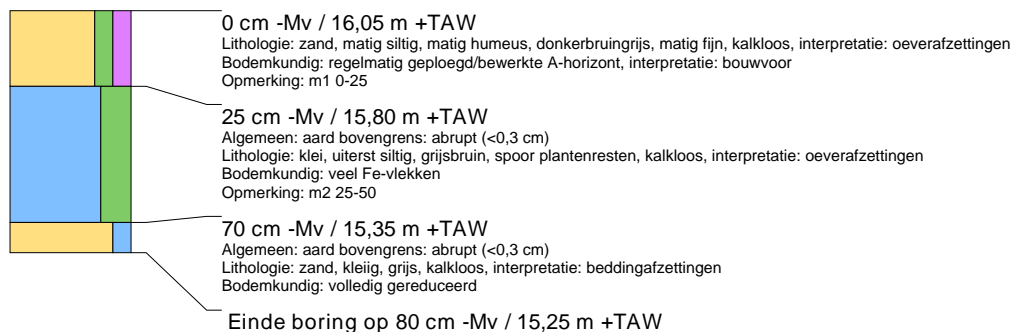 0 cm -Mv / 16,05 m +TAW
Lithologie: zand, matig siltig, matig humeus, donkerbruingrijs, matig fijn, kalkloos, interpretatie: oeverafzettingen
Bodemkundig: regelmatig geploegd/bewerkte A-horizont, interpretatie: bouwvoor
Opmerking: m1 0-25
25 cm -Mv / 15,80 m +TAW
Algemeen: aard bovengrens: abrupt (<0,3 cm)
Lithologie: klei, uiterst siltig, grijsbruin, spoor plantenresten, kalkloos, interpretatie: oeverafzettingen
Bodemkundig: veel Fe-vlekken
Opmerking: m2 25-50
70 cm -Mv / 15,35 m +TAW
Algemeen: aard bovengrens: abrupt (<0,3 cm)
Lithologie: zand, kleiig, grijs, kalkloos, interpretatie: beddingafzettingen
Bodemkundig: volledig gereduceerd
Einde boring op 80 cm -Mv / 15,25 m +TAW